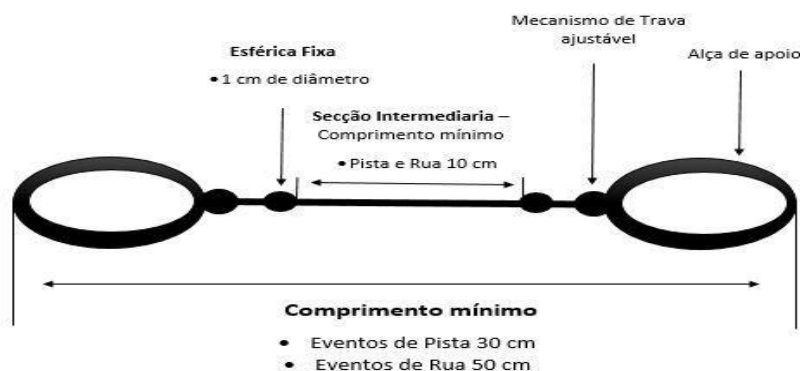 Mecanismo de Trava
ajustável
Alça de apoio
Esférica Fixa
• 1 cm de diâmetro
Secção Intermediaria –
Comprimento mínimo
• Pista e Rua 10 cm
Comprimento mínimo
• Eventos de Pista 30 cm
• Eventos de Rua 50 cm